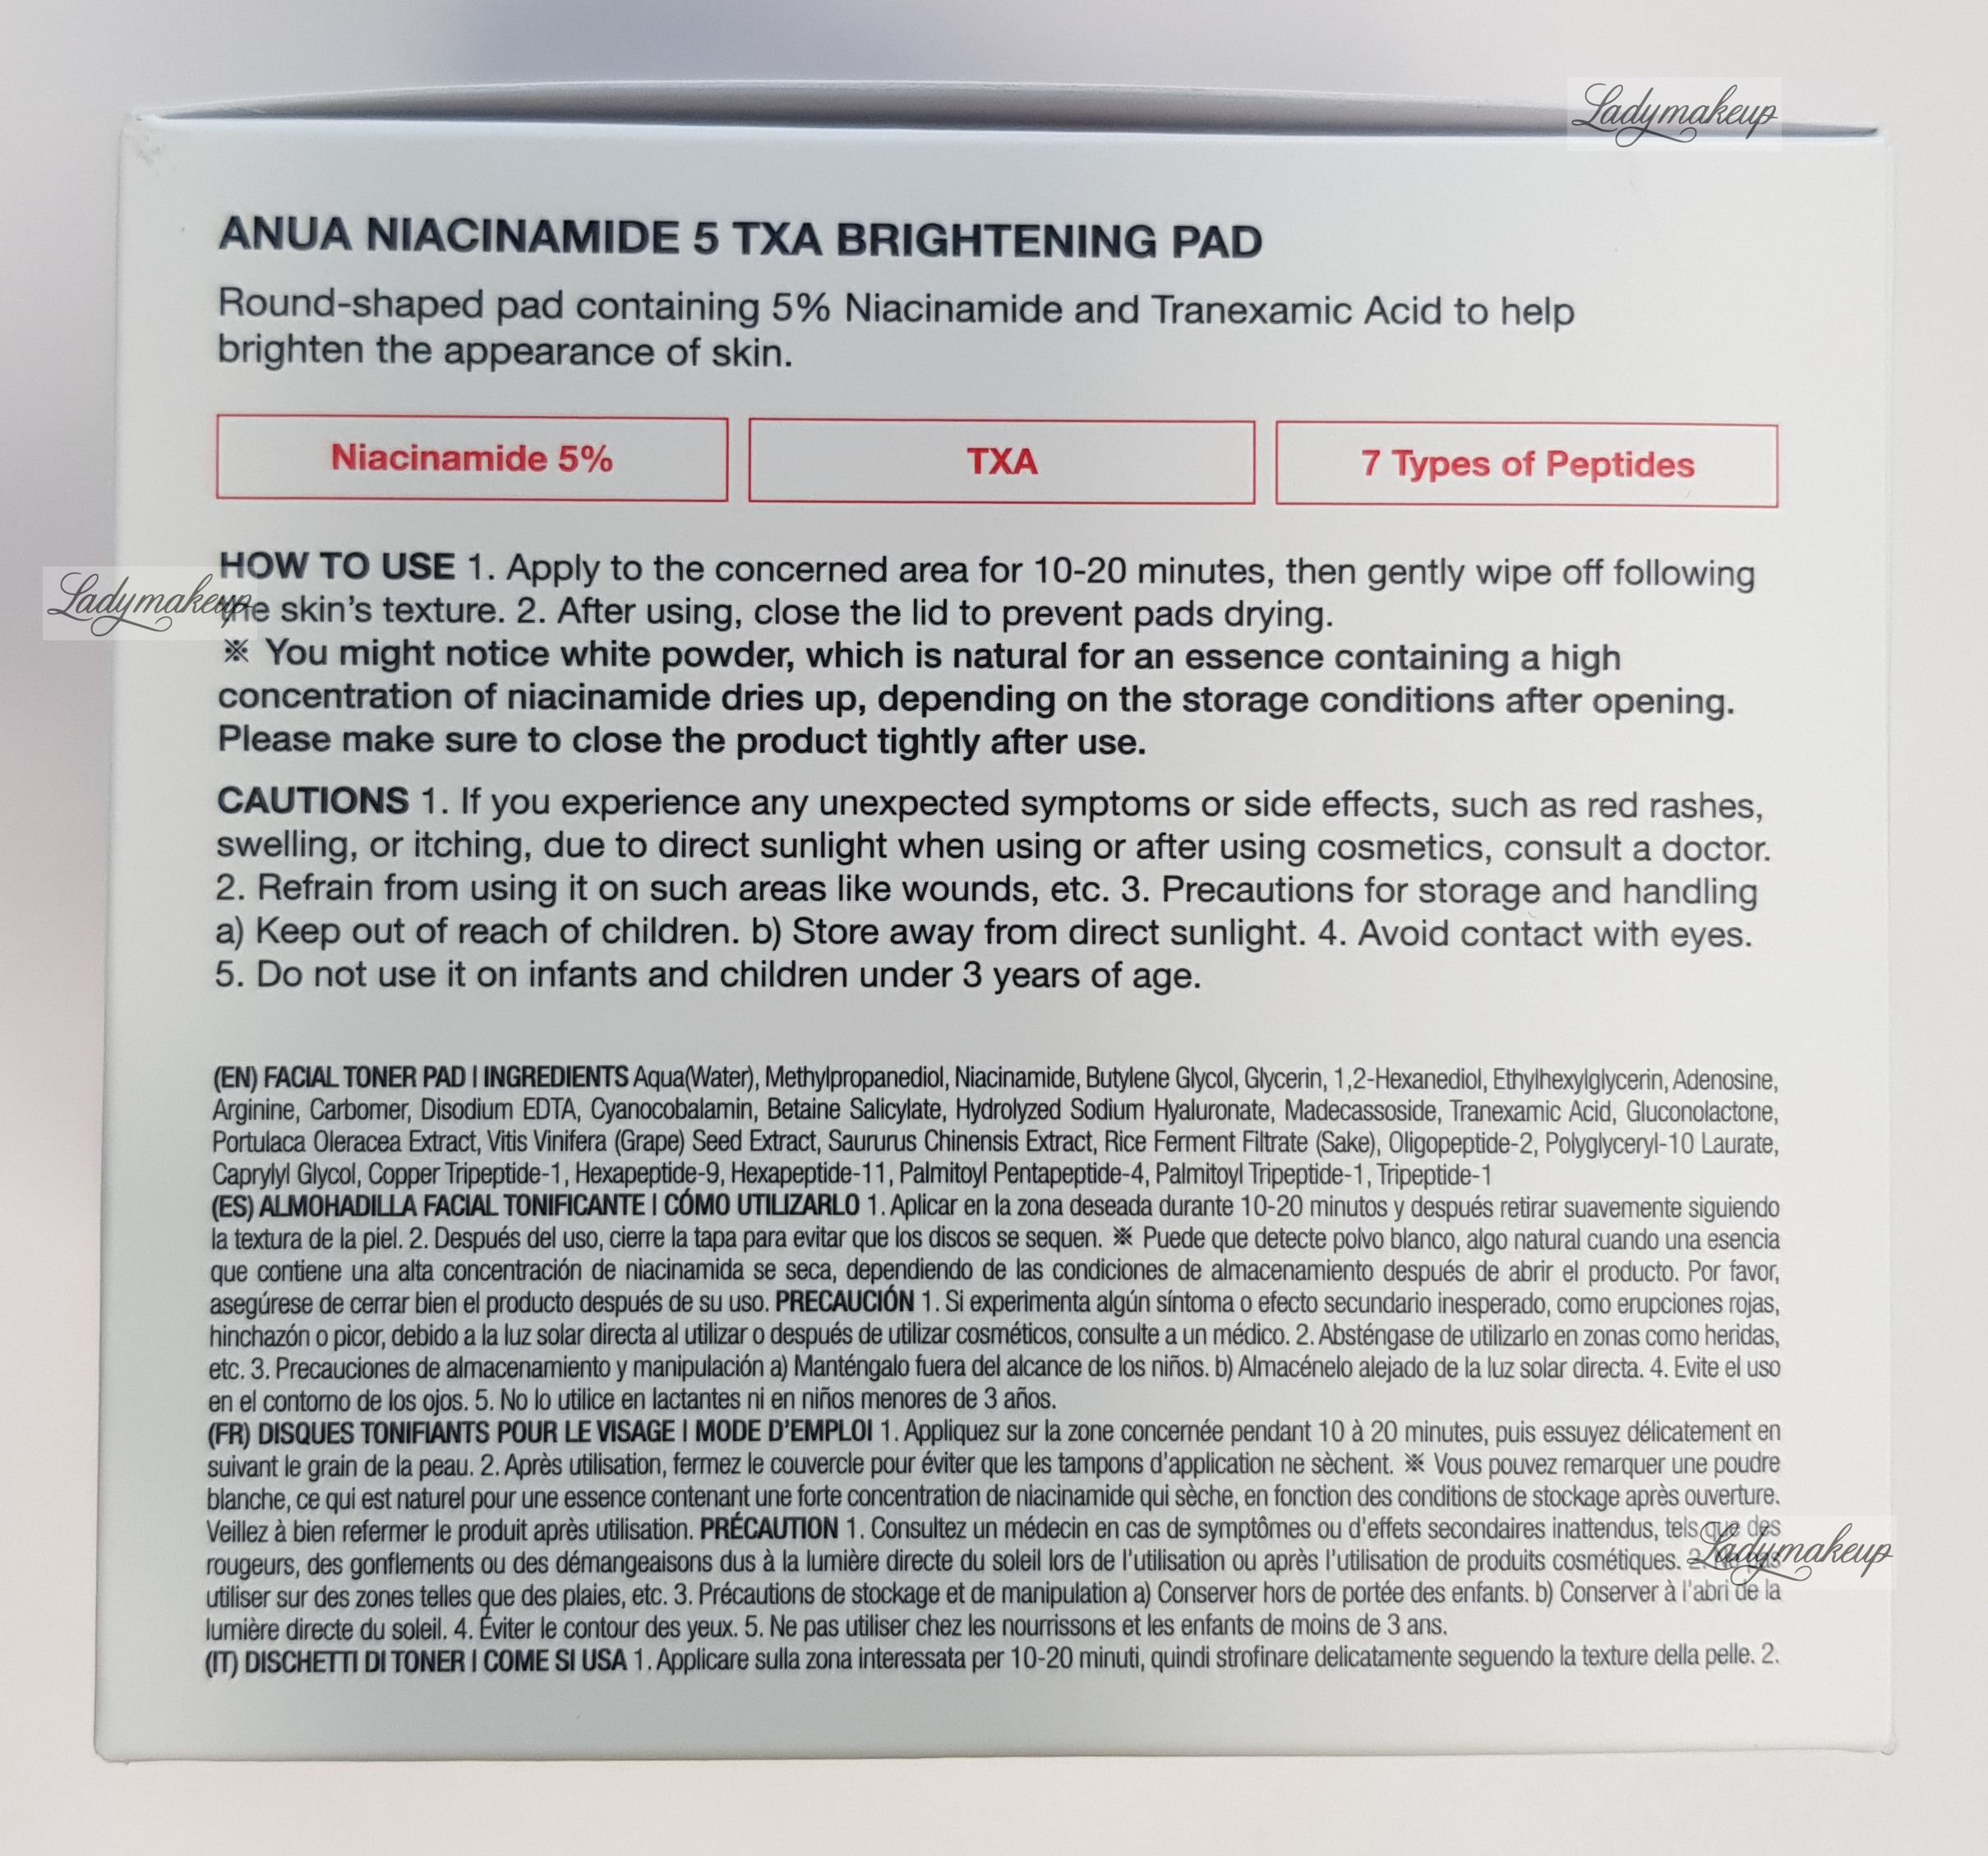 Ladymakeup
ANUA NIACINAMIDE 5 TXA BRIGHTENING PAD
Round-shaped pad containing 5% Niacinamide and Tranexamic Acid to help
brighten the appearance of skin.
Niacinamide 5%
TXA
7 Types of Peptides
HOW TO USE 1. Apply to the concerned area for 10-20 minutes, then gently wipe off following
Ladymakeup
the skin's texture. 2. After using, close the lid to prevent pads drying.
※ You might notice white powder, which is natural for an essence containing a high
concentration of niacinamide dries up, depending on the storage conditions after opening.
Please make sure to close the product tightly after use.
CAUTIONS 1. If you experience any unexpected symptoms or side effects, such as red rashes,
swelling, or itching, due to direct sunlight when using or after using cosmetics, consult a doctor.
2. Refrain from using it on such areas like wounds, etc. 3. Precautions for storage and handling
a) Keep out of reach of children. b) Store away from direct sunlight. 4. Avoid contact with eyes.
5. Do not use it on infants and children under 3 years of age.
(EN) FACIAL TONER PAD | INGREDIENTS Aqua(Water), Methylpropanediol, Niacinamide, Butylene Glycol, Glycerin, 1,2-Hexanediol, Ethylhexylglycerin, Adenosine,
Arginine, Carbomer, Disodium EDTA, Cyanocobalamin, Betaine Salicylate, Hydrolyzed Sodium Hyaluronate, Madecassoside, Tranexamic Acid, Gluconolactone,
Portulaca Oleracea Extract, Vitis Vinifera (Grape) Seed Extract, Saururus Chinensis Extract, Rice Ferment Filtrate (Sake), Oligopeptide-2, Polyglyceryl-10 Laurate,
Caprylyl Glycol, Copper Tripeptide-1, Hexapeptide-9, Hexapeptide-11, Palmitoyl Pentapeptide-4, Palmitoyl Tripeptide-1, Tripeptide-1
(ES) ALMOHADILLA FACIAL TONIFICANTE | CÓMO UTILIZARLO 1. Aplicar en la zona deseada durante 10-20 minutos y después retirar suavemente siguiendo
la textura de la piel. 2. Después del uso, cierre la tapa para evitar que los discos se sequen. ※ Puede que detecte polvo blanco, algo natural cuando una esencia
que contiene una alta concentración de niacinamida se seca, dependiendo de las condiciones de almacenamiento después de abrir el producto. Por favor,
asegúrese de cerrar bien el producto después de su uso. PRECAUCIÓN 1. Si experimenta algún síntoma o efecto secundario inesperado, como erupciones rojas,
hinchazón o picor, debido a la luz solar directa al utilizar o después de utilizar cosméticos, consulte a un médico. 2. Absténgase de utilizarlo en zonas como heridas,
etc. 3. Precauciones de almacenamiento y manipulación a) Manténgalo fuera del alcance de los niños. b) Almacénelo alejado de la luz solar directa. 4. Evite el uso
en el contorno de los ojos. 5. No lo utilice en lactantes ni en niños menores de 3 años.
(FR) DISQUES TONIFIANTS POUR LE VISAGE | MODE D'EMPLOI 1. Appliquez sur la zone concernée pendant 10 à 20 minutes, puis essuyez délicatement en
suivant le grain de la peau. 2. Après utilisation, fermez le couvercle pour éviter que les tampons d'application ne sèchent. ※ Vous pouvez remarquer une poudre
blanche, ce qui est naturel pour une essence contenant une forte concentration de niacinamide qui sèche, en fonction des conditions de stockage après ouverture.
Veillez à bien refermer le produit après utilisation. PRÉCAUTION 1. Consultez un médecin en cas de symptômes ou d'effets secondaires inattendus, tels que des
rougeurs, des gonflements ou des démangeaisons dus à la lumière directe du soleil lors de l'utilisation ou après l'utilisation de produits cosmétiques. 2.
Ladymakeup
utiliser sur des zones telles que des plaies, etc. 3. Précautions de stockage et de manipulation a) Conserver hors de portée des enfants. b) Conserver à l'abri de la
lumière directe du soleil. 4. Éviter le contour des yeux. 5. Ne pas utiliser chez les nourrissons et les enfants de moins de 3 ans.
(IT) DISCHETTI DI TONER | COME SI USA 1. Applicare sulla zona interessata per 10-20 minuti, quindi strofinare delicatamente seguendo la texture della pelle. 2.